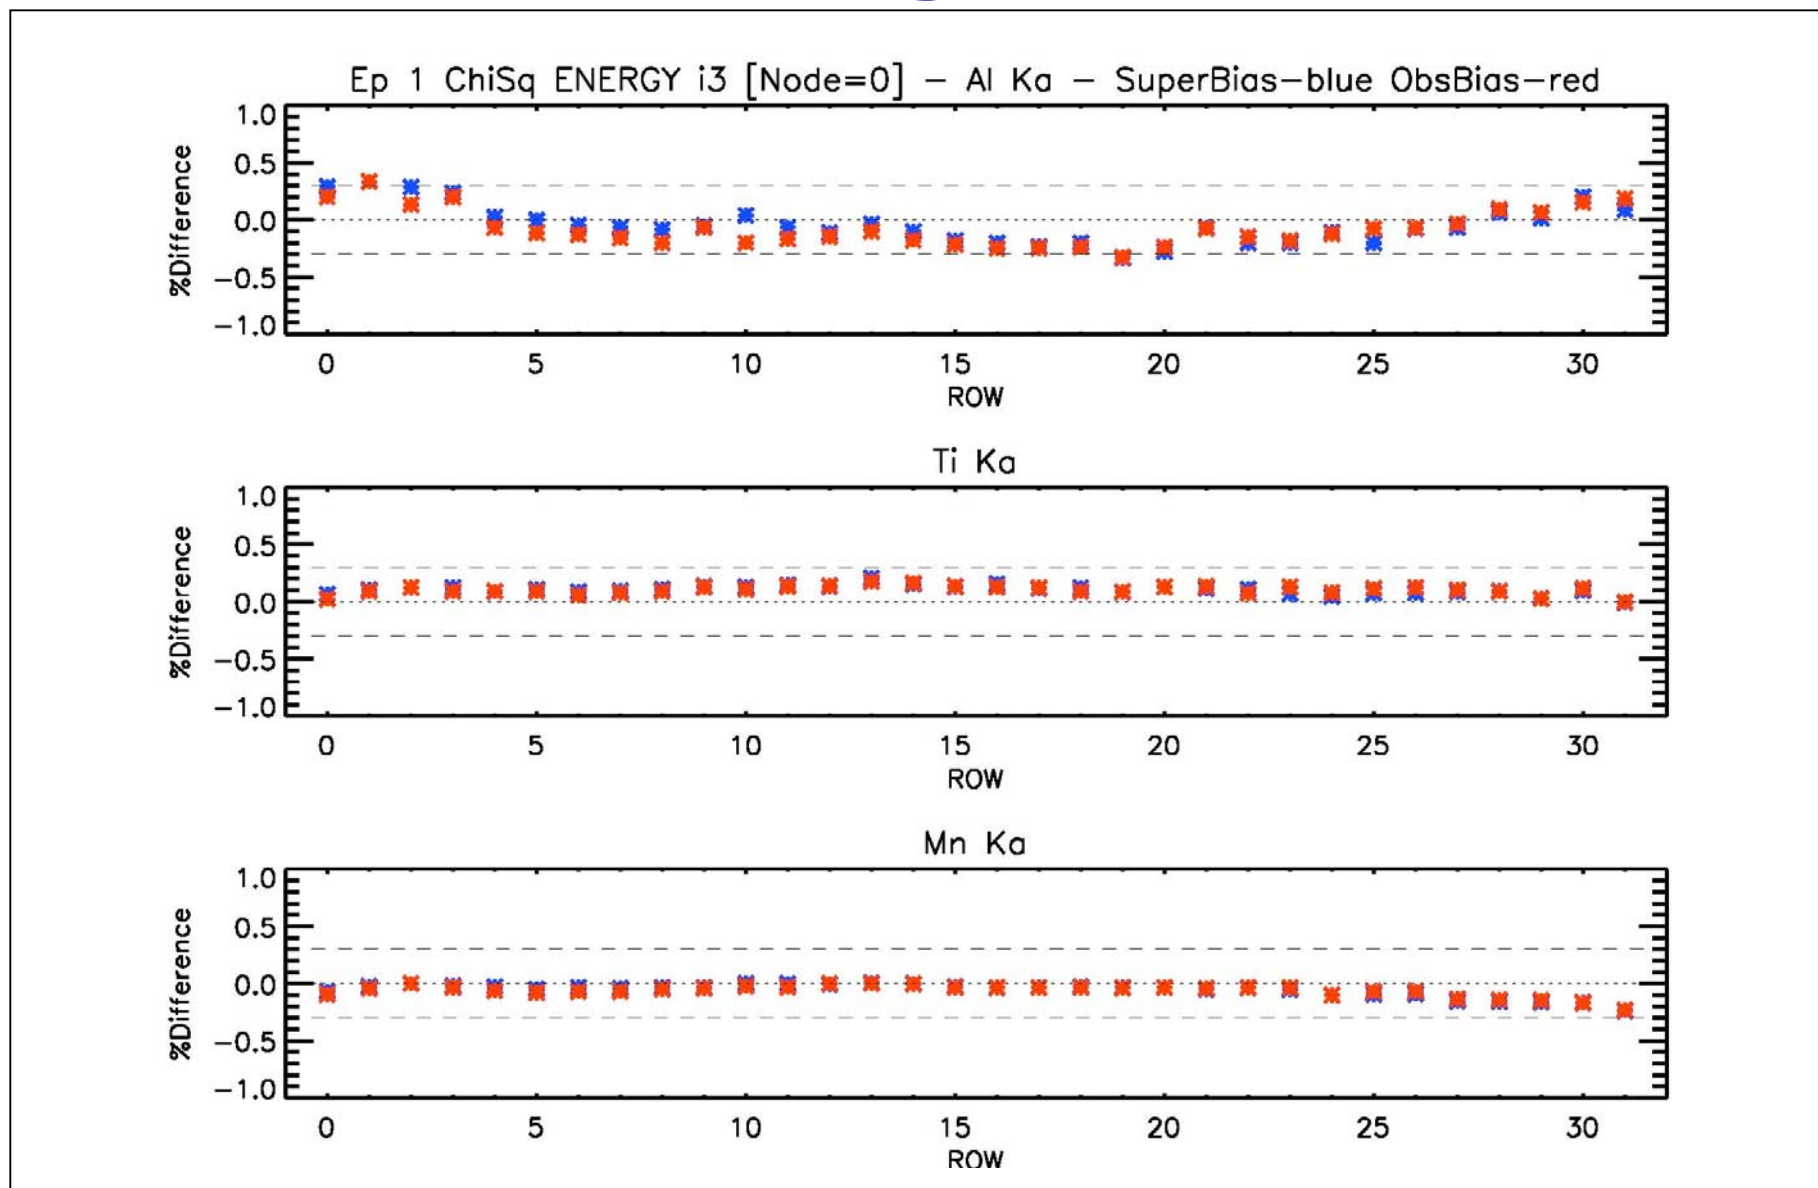 Ep 1 ChiSq ENERGY i3 [Node=0] – Al Ka – SuperBias–blue ObsBias–red
1.0
0.5
0.0
−0.5
−1.0
%Difference
0 5 10 15 20 25 30
ROW
Ti Ka
1.0
0.5
0.0
−0.5
−1.0
%Difference
0 5 10 15 20 25 30
ROW
Mn Ka
1.0
0.5
0.0
−0.5
−1.0
%Difference
0 5 10 15 20 25 30
ROW